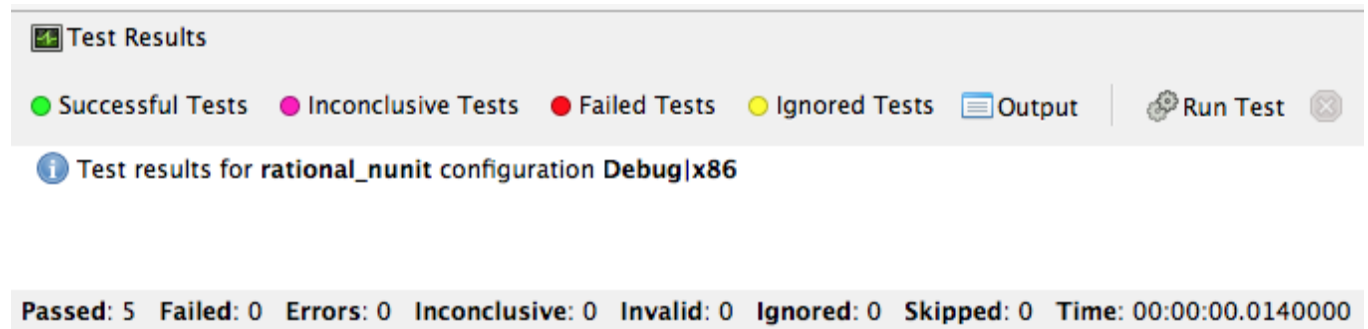 Test Results
Successful Tests Inconclusive Tests Failed Tests Ignored Tests Output Run Test
Test results for rational_nunit configuration Debug|x86
Passed: 5 Failed: 0 Errors: 0 Inconclusive: 0 Invalid: 0 Ignored: 0 Skipped: 0 Time: 00:00:00.0140000